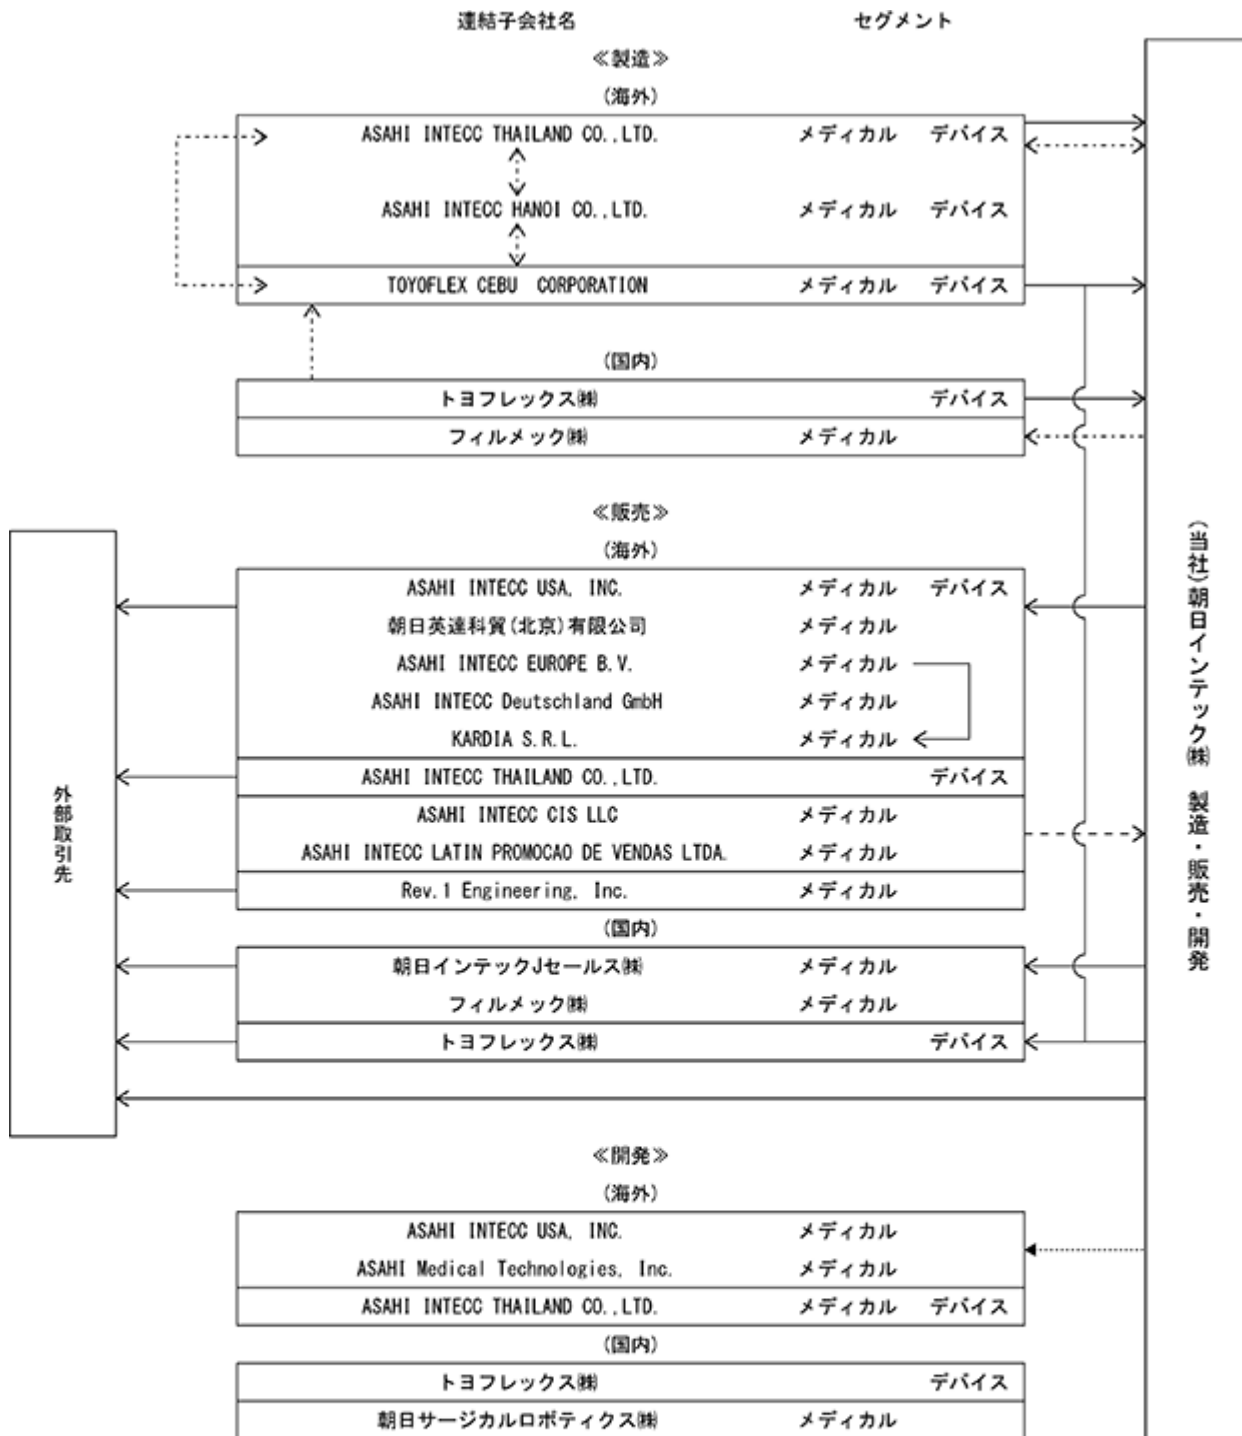 連結子会社名 セグメント
≪製造≫
(海外)
ASAHI INTECC THAILAND CO.,LTD. メディカル デバイス
ASAHI INTECC HANOI CO.,LTD. メディカル デバイス
TOYOFLEX CEBU CORPORATION メディカル デバイス
(国内)
トヨフレックス㈱ デバイス
フィルメック㈱ メディカル
≪販売≫
(海外)
ASAHI INTECC USA, INC. メディカル デバイス
朝日英達科貿(北京)有限公司 メディカル
ASAHI INTECC EUROPE B.V. メディカル
ASAHI INTECC Deutschland GmbH メディカル
KARDIA S.R.L. メディカル
ASAHI INTECC THAILAND CO.,LTD. デバイス
ASAHI INTECC CIS LLC メディカル
ASAHI INTECC LATIN PROMOCAO DE VENDAS LTDA. メディカル
Rev.1 Engineering, Inc. メディカル
(国内)
朝日インテックJセールス㈱ メディカル
フィルメック㈱ メディカル
トヨフレックス㈱ デバイス
≪開発≫
(海外)
ASAHI INTECC USA, INC. メディカル
ASAHI Medical Technologies, Inc. メディカル
ASAHI INTECC THAILAND CO.,LTD. メディカル デバイス
(国内)
トヨフレックス㈱ デバイス
朝日サージカルロボティクス㈱ メディカル
外部取引先
(当社)朝日インテック㈱ 製造・販売・開発